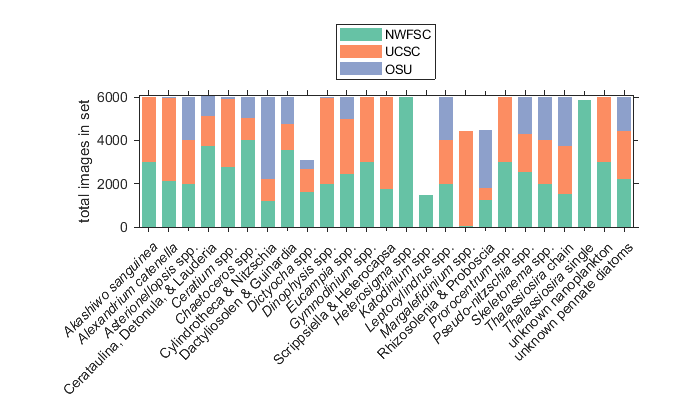 NWFSC
UCSC
OSU
6000
4000
2000
0
total images in set
Akashiwo sanguinea
Alexandrium catenella
Asterionellopsis spp.
Cerataulina, Detonula, & Lauderia
Ceratium spp.
Chaetoceros spp.
Cylindrotheca & Nitzschia
Dactyliosolen & Guinardia
Dictyocha spp.
Dinophysis spp.
Eucampia spp.
Gymnodinium spp.
Scrippsiella & Heterocapsa
Heterosigma spp.
Katodinium spp.
Leptocylindrus spp.
Margalefidinium spp.
Rhizosolenia & Proboscia
Prorocentrum spp.
Pseudo-nitzschia spp.
Skeletonema spp.
Thalassiosira chain
Thalassiosira single
unknown nanoplankton
unknown pennate diatoms